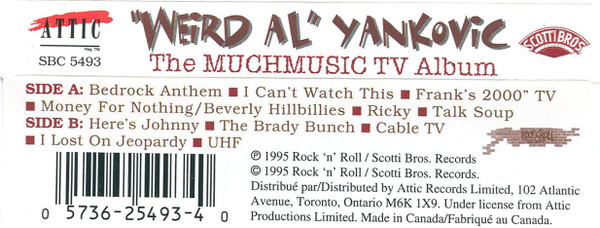 ATTIC
SBC 5493
"WEIRD AL" YANKOVIC
The MUCHMUSIC TV Album
SCOTTI BROS.
SIDE A: Bedrock Anthem ■ I Can't Watch This ■ Frank's 2000" TV
■ Money For Nothing/Beverly Hillbillies ■ Ricky ■ Talk Soup
SIDE B: Here's Johnny ■ The Brady Bunch ■ Cable TV
■ I Lost On Jeopardy ■ UHF
ROCK 'N' ROLL
℗ 1995 Rock 'n' Roll / Scotti Bros. Records
© 1995 Rock 'n' Roll / Scotti Bros. Records
Distribué par/Distributed by Attic Records Limited, 102 Atlantic
Avenue, Toronto, Ontario M6K 1X9. Under license from Attic
Productions Limited. Made in Canada/Fabriqué au Canada.
0 5736-25493-4 0